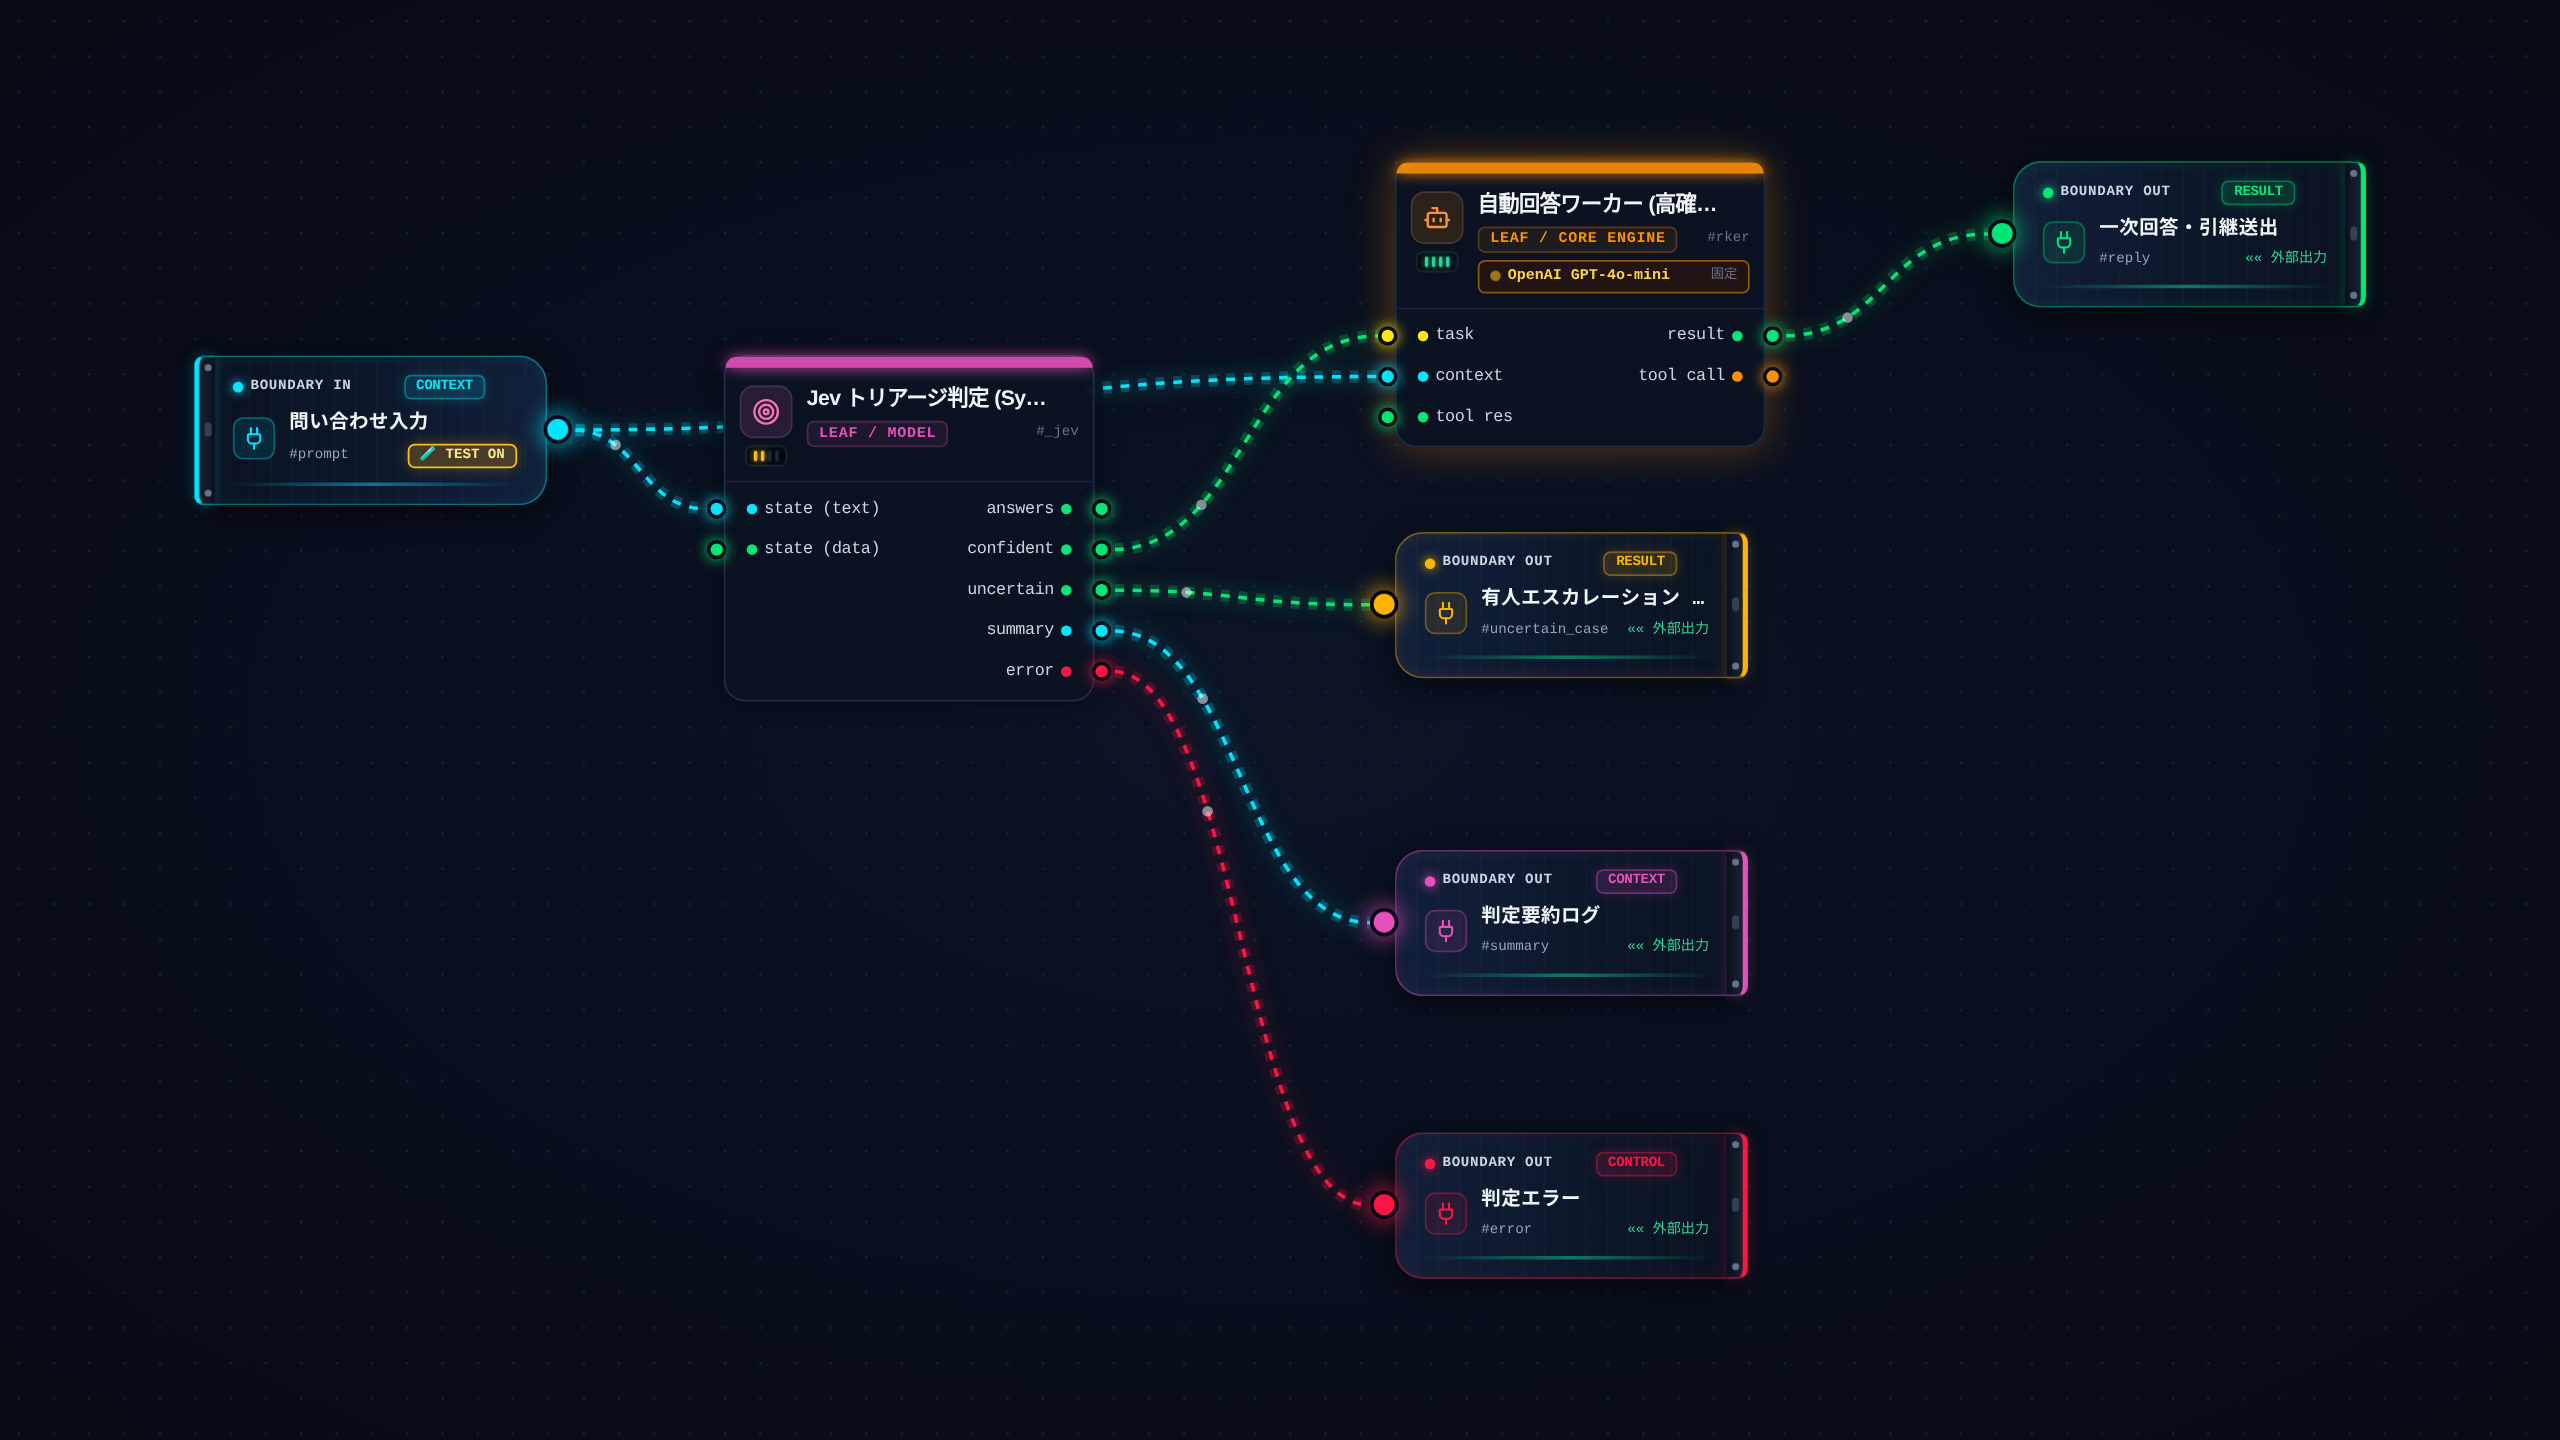 BOUNDARY IN
CONTEXT
問い合わせ入力
#prompt
🧪 TEST ON
Jev トリアージ判定 (Sy…
LEAF / MODEL
#_jev
state (text)
answers
state (data)
confident
uncertain
summary
error
自動回答ワーカー (高確…
LEAF / CORE ENGINE
#rker
OpenAI GPT-4o-mini
固定
task
result
context
tool call
tool res
BOUNDARY OUT
RESULT
一次回答・引継送出
#reply
«« 外部出力
BOUNDARY OUT
RESULT
有人エスカレーション …
#uncertain_case
«« 外部出力
BOUNDARY OUT
CONTEXT
判定要約ログ
#summary
«« 外部出力
BOUNDARY OUT
CONTROL
判定エラー
#error
«« 外部出力